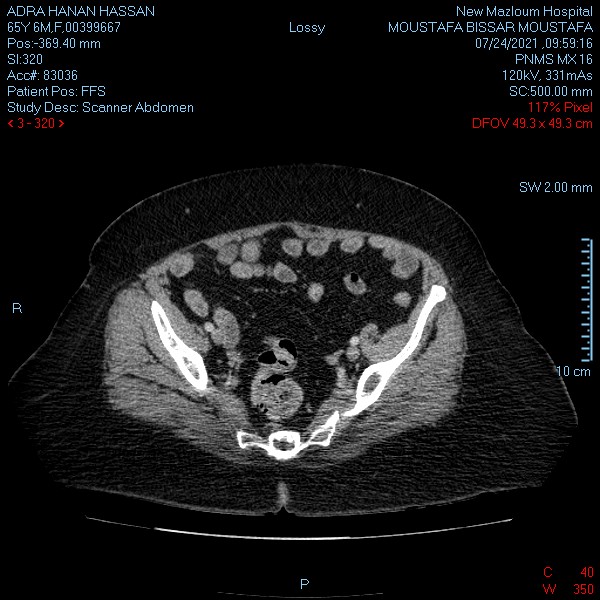 ADRA HANAN HASSAN
65Y 6M,F,00399667
Pos:-369.40 mm
SI:320
Acc#: 83036
Patient Pos: FFS
Study Desc: Scanner Abdomen
< 3 - 320 >
Lossy
New Mazloum Hospital
MOUSTAFA BISSAR MOUSTAFA
07/24/2021 ,09:59:16
PNMS MX 16
120kV, 331mAs
SC:500.00 mm
117% Pixel
DFOV 49.3 x 49.3 cm
SW 2.00 mm
R
10 cm
P
C 40
W 350